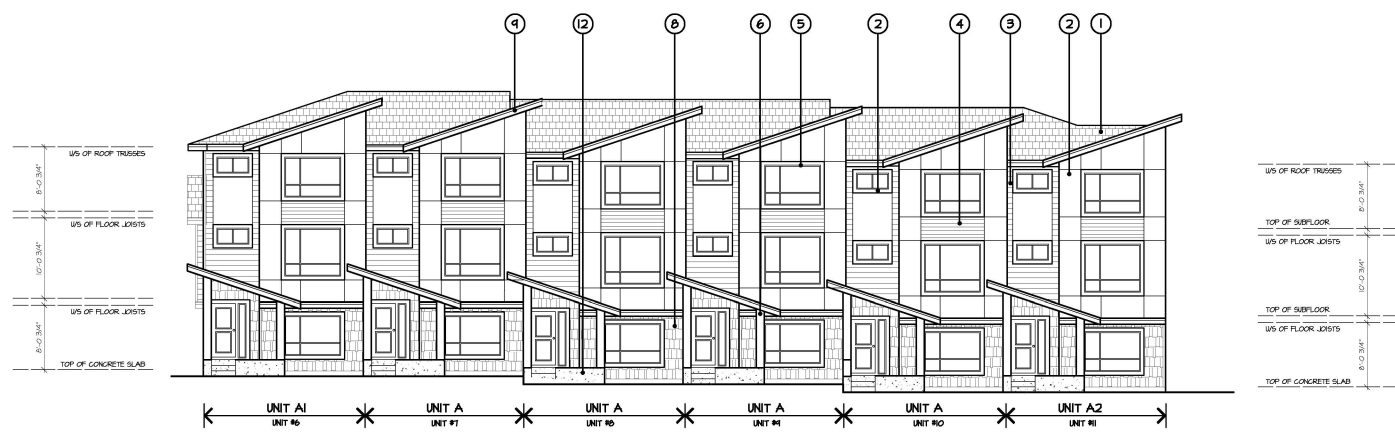 9 12 8 6 5 2 4 3 2 1
U/S OF ROOF TRUSSES
8'-0 3/4"
U/S OF FLOOR JOISTS
10'-0 3/4"
U/S OF FLOOR JOISTS
8'-0 3/4"
TOP OF CONCRETE SLAB
U/S OF ROOF TRUSSES
8'-0 3/4"
TOP OF SUBFLOOR
U/S OF FLOOR JOISTS
10'-0 3/4"
TOP OF SUBFLOOR
U/S OF FLOOR JOISTS
8'-0 3/4"
TOP OF CONCRETE SLAB
UNIT A1 UNIT A UNIT A UNIT A UNIT A UNIT A2
UNIT #6 UNIT #7 UNIT #8 UNIT #9 UNIT #10 UNIT #11